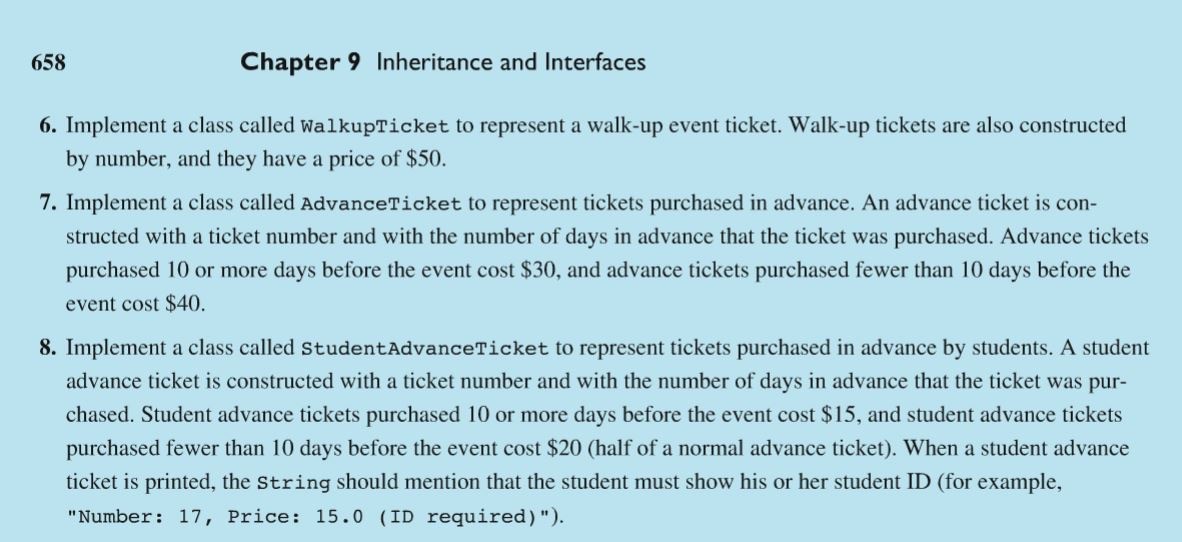 658 Chapter 9 Inheritance and Interfaces
6. Implement a class called WalkupTicket to represent a walk-up event ticket. Walk-up tickets are also constructed
by number, and they have a price of $50.
7. Implement a class called AdvanceTicket to represent tickets purchased in advance. An advance ticket is con-
structed with a ticket number and with the number of days in advance that the ticket was purchased. Advance tickets
purchased 10 or more days before the event cost $30, and advance tickets purchased fewer than 10 days before the
event cost $40.
8. Implement a class called StudentAdvanceTicket to represent tickets purchased in advance by students. A student
advance ticket is constructed with a ticket number and with the number of days in advance that the ticket was pur-
chased. Student advance tickets purchased 10 or more days before the event cost $15, and student advance tickets
purchased fewer than 10 days before the event cost $20 (half of a normal advance ticket). When a student advance
ticket is printed, the String should mention that the student must show his or her student ID (for example,
"Number: 17, Price: 15.0 (ID required)").